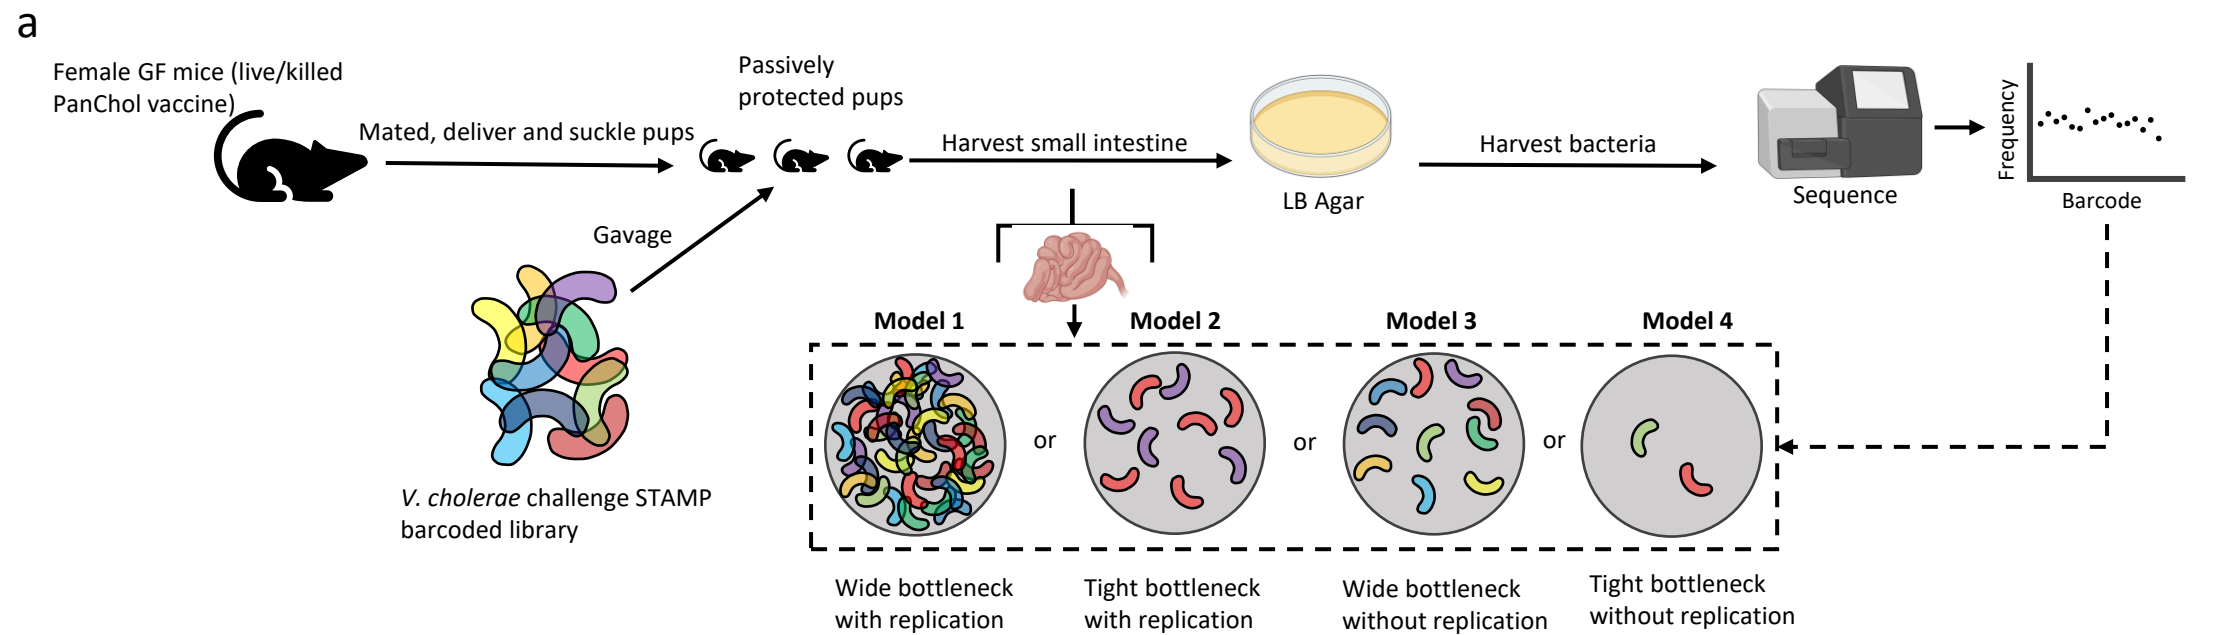 a
Female GF mice (live/killed
PanChol vaccine)
Mated, deliver and suckle pups
Passively
protected pups
Harvest small intestine
LB Agar
Harvest bacteria
Sequence
Frequency
Barcode
Gavage
V. cholerae challenge STAMP
barcoded library
Model 1
Model 2
Model 3
Model 4
or
or
or
Wide bottleneck
with replication
Tight bottleneck
with replication
Wide bottleneck
without replication
Tight bottleneck
without replication